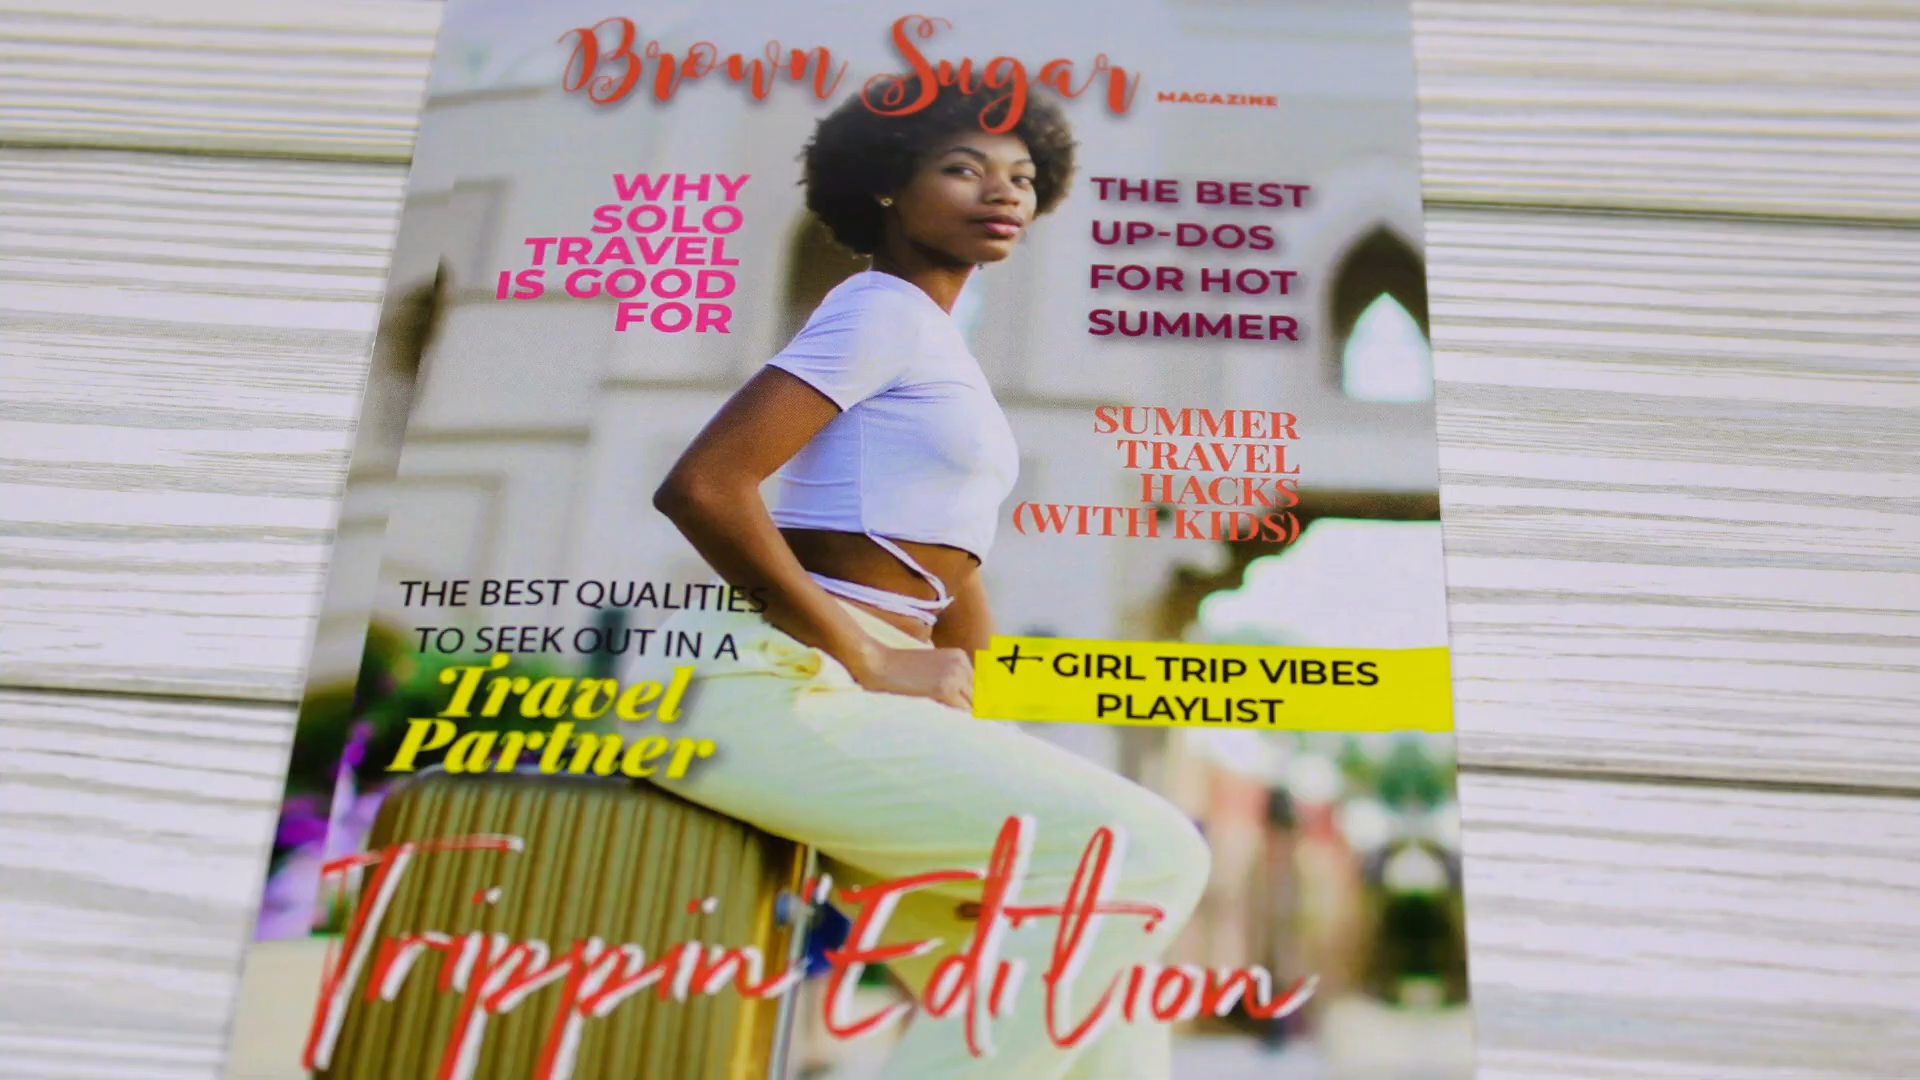 Brown Sugar MAGAZINE
WHY
SOLO
TRAVEL
IS GOOD
FOR
THE BEST
UP-DOS
FOR HOT
SUMMER
SUMMER
TRAVEL
HACKS
(WITH KIDS)
THE BEST QUALITIES
TO SEEK OUT IN A
Travel
Partner
+ GIRL TRIP VIBES
PLAYLIST
Trippin' Edition